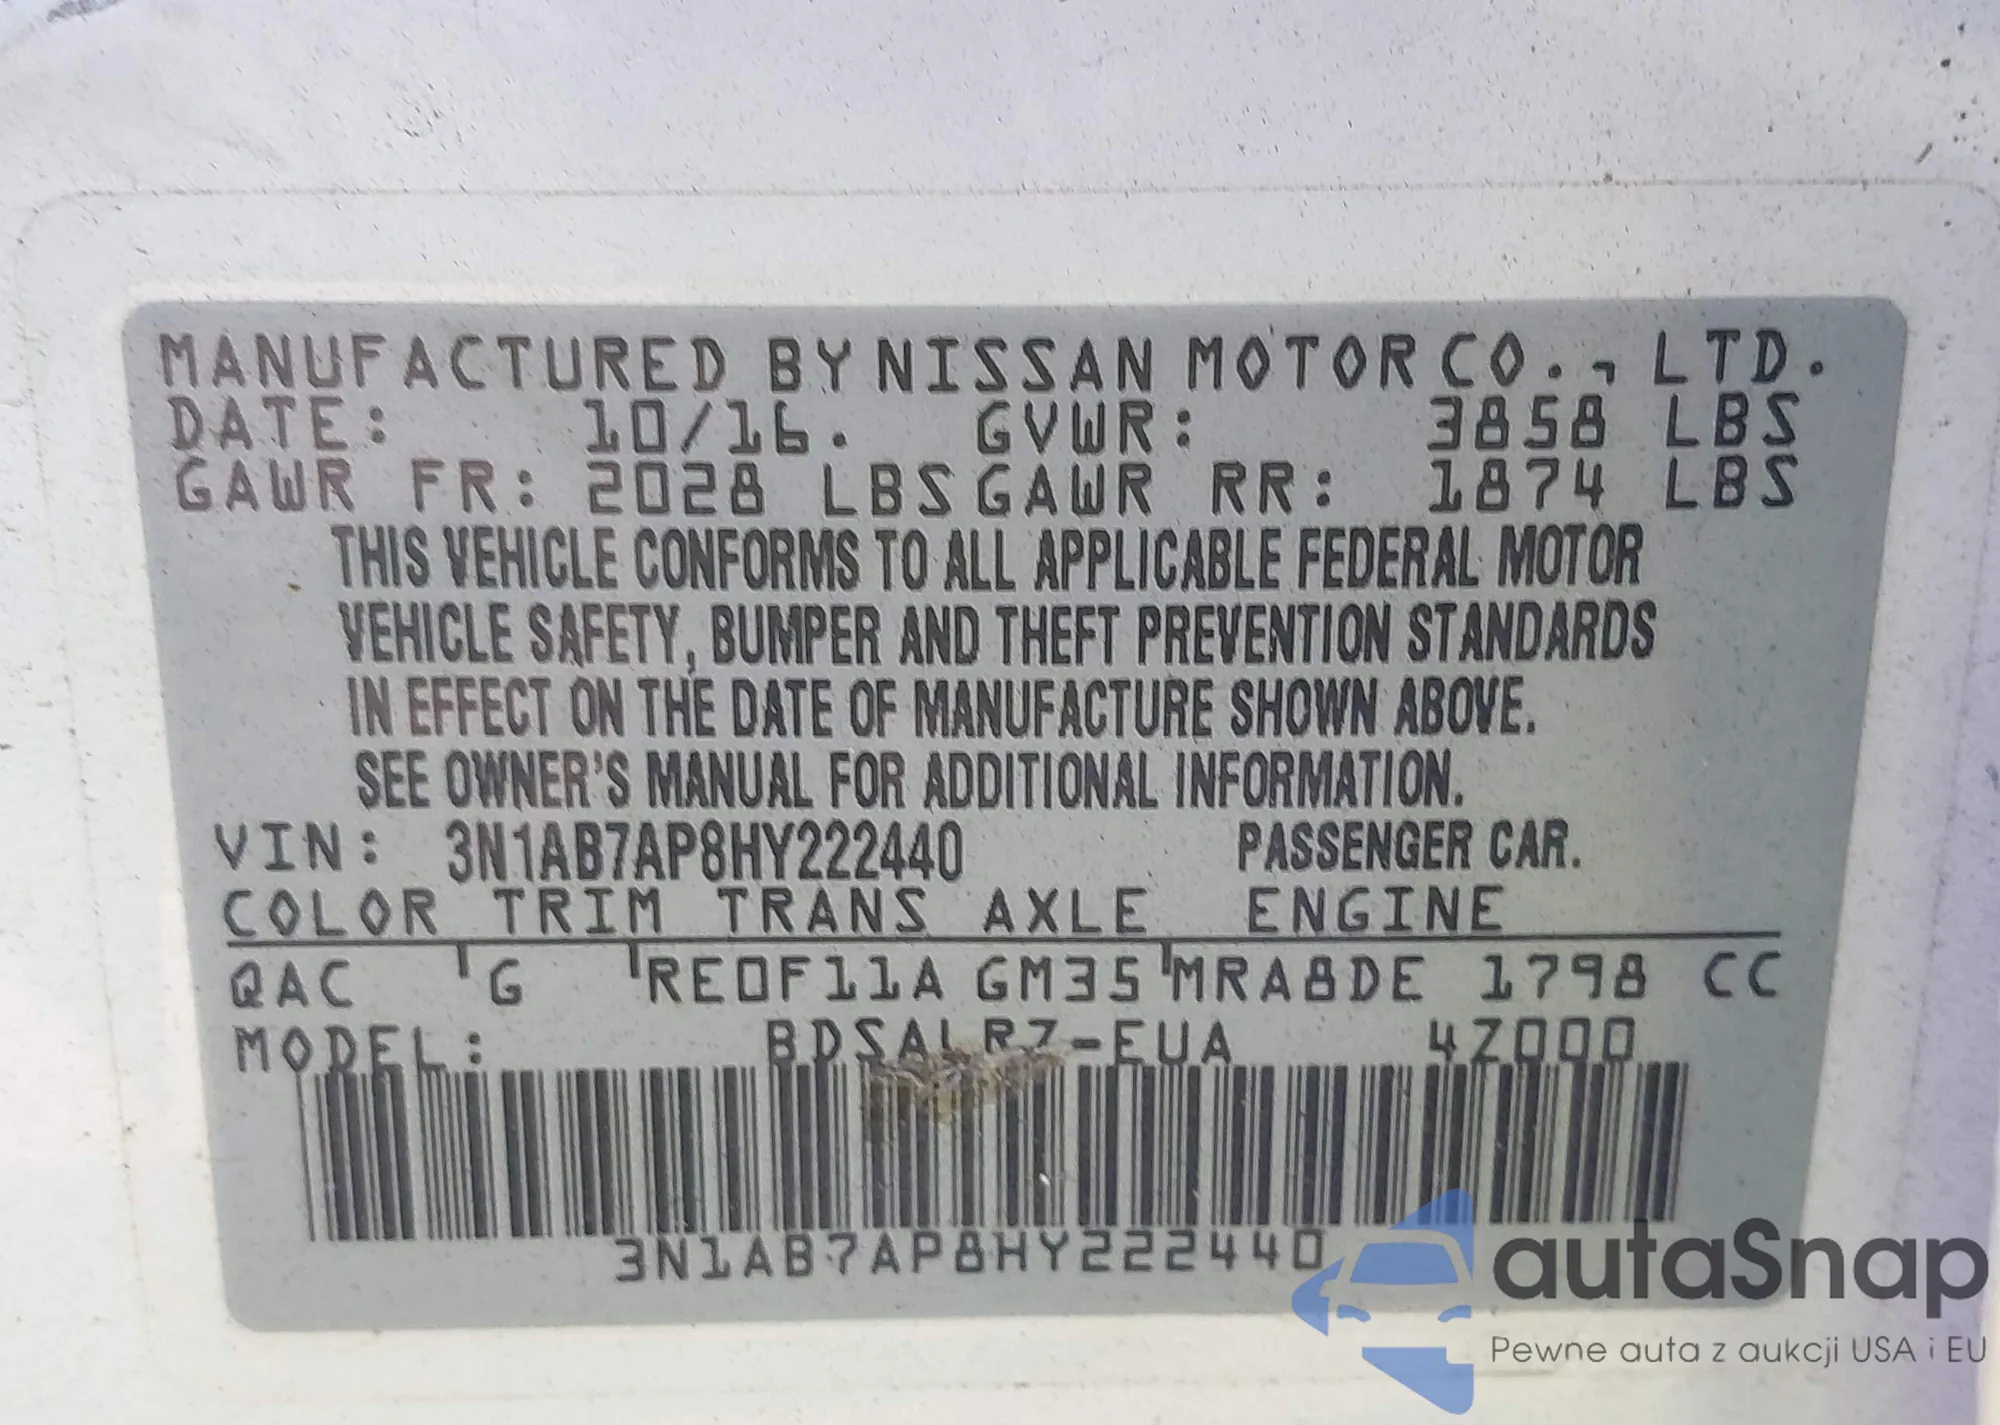 MANUFACTURED BY NISSAN MOTOR CO., LTD.
DATE: 10/16. GVWR: 3858 LBS
GAWR FR: 2028 LBS GAWR RR: 1874 LBS
THIS VEHICLE CONFORMS TO ALL APPLICABLE FEDERAL MOTOR
VEHICLE SAFETY, BUMPER AND THEFT PREVENTION STANDARDS
IN EFFECT ON THE DATE OF MANUFACTURE SHOWN ABOVE.
SEE OWNER'S MANUAL FOR ADDITIONAL INFORMATION.
VIN: 3N1AB7AP8HY222440 PASSENGER CAR.
COLOR TRIM TRANS AXLE ENGINE
QAC G RE0F11A GM35 MRA8DE 1798 CC
MODEL: BDSALRZ-EUA 4Z000
3N1AB7AP8HY222440
autaSnap
Pewne auta z aukcji USA i EU